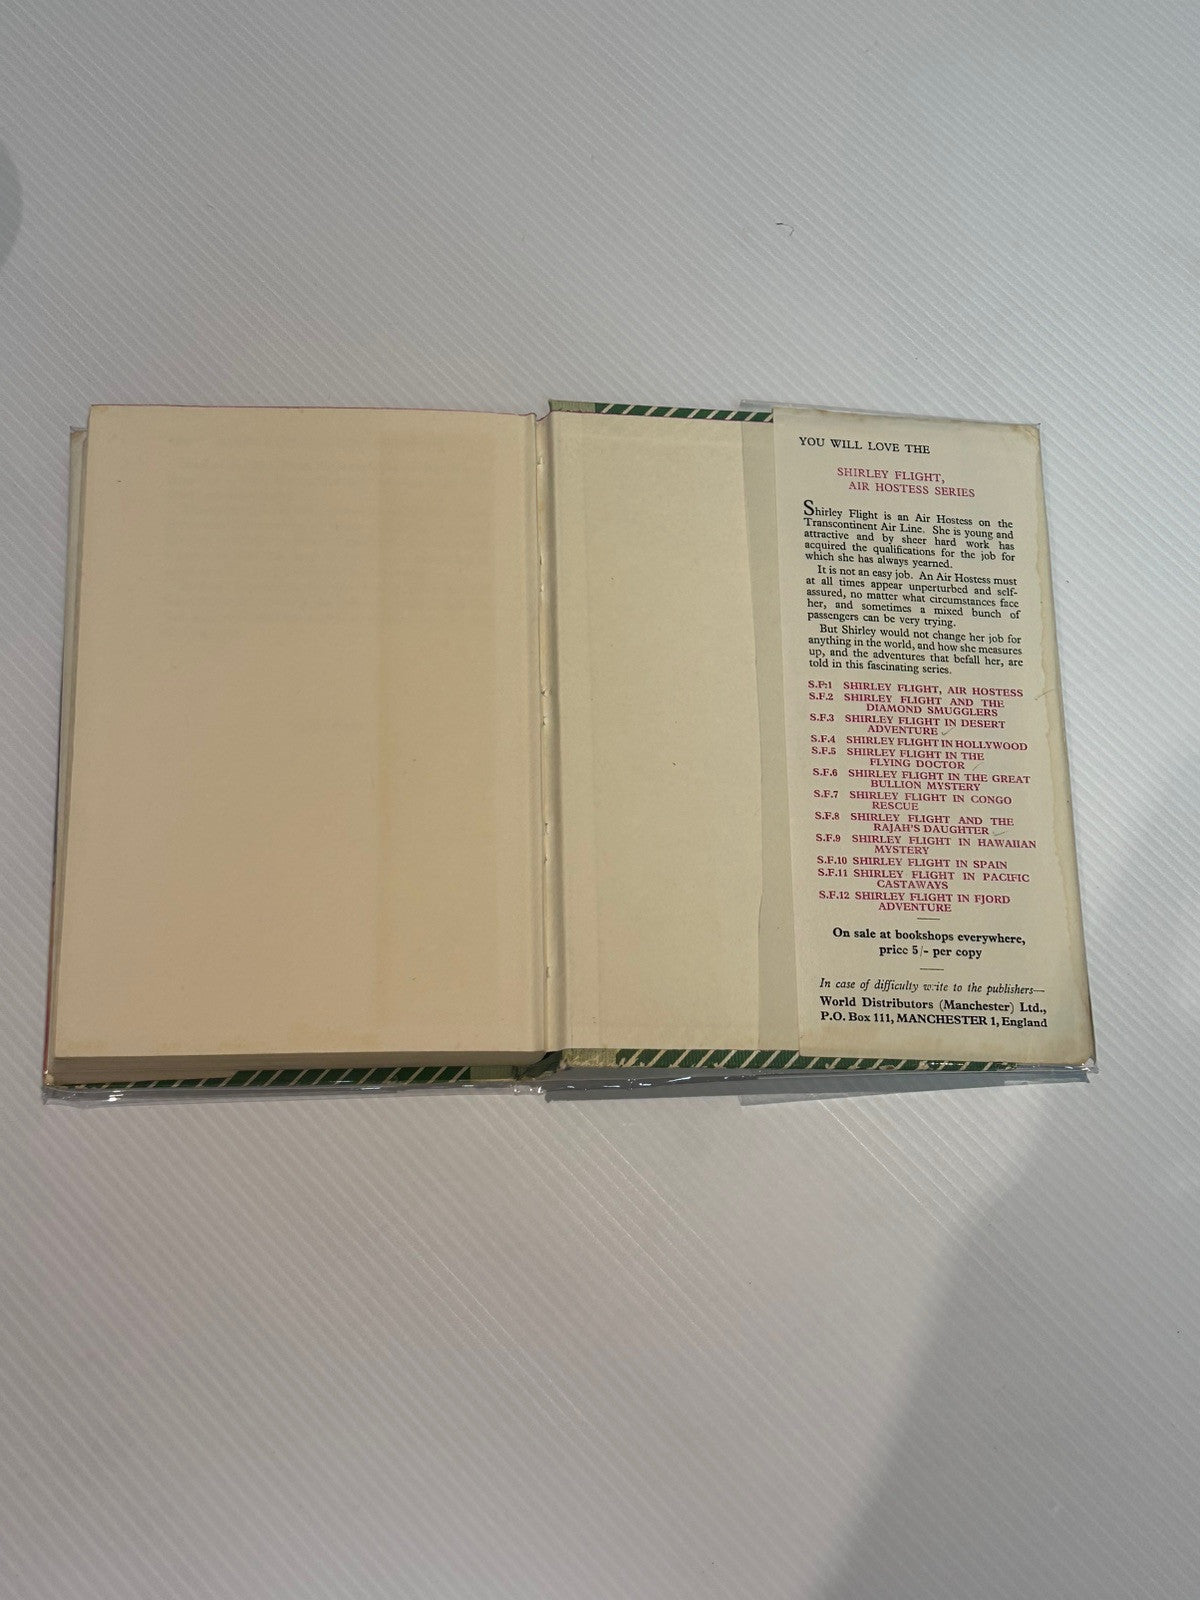 YOU WILL LOVE THE
SHIRLEY FLIGHT,
AIR HOSTESS SERIES
Shirley Flight is an Air Hostess on the
Transcontinent Air Line. She is young and
attractive and by sheer hard work has
acquired the qualifications for the job for
which she has always yearned.
It is not an easy job. An Air Hostess must
at all times appear unperturbed and self-
assured, no matter what circumstances face
her, and sometimes a mixed bunch of
passengers can be very trying.
But Shirley would not change her job for
anything in the world, and how she measures
up, and the adventures that befall her, are
told in this fascinating series.
S.F.1 SHIRLEY FLIGHT, AIR HOSTESS
S.F.2 SHIRLEY FLIGHT AND THE
DIAMOND SMUGGLERS
S.F.3 SHIRLEY FLIGHT IN DESERT
ADVENTURE
S.F.4 SHIRLEY FLIGHT IN HOLLYWOOD
S.F.5 SHIRLEY FLIGHT IN THE
FLYING DOCTOR
S.F.6 SHIRLEY FLIGHT IN THE GREAT
BULLION MYSTERY
S.F.7 SHIRLEY FLIGHT IN CONGO
RESCUE
S.F.8 SHIRLEY FLIGHT AND THE
RAJAH'S DAUGHTER
S.F.9 SHIRLEY FLIGHT IN HAWAIIAN
MYSTERY
S.F.10 SHIRLEY FLIGHT IN SPAIN
S.F.11 SHIRLEY FLIGHT IN PACIFIC
CASTAWAYS
S.F.12 SHIRLEY FLIGHT IN FJORD
ADVENTURE
On sale at bookshops everywhere,
price 5/- per copy
In case of difficulty write to the publishers—
World Distributors (Manchester) Ltd.,
P.O. Box 111, MANCHESTER 1, England